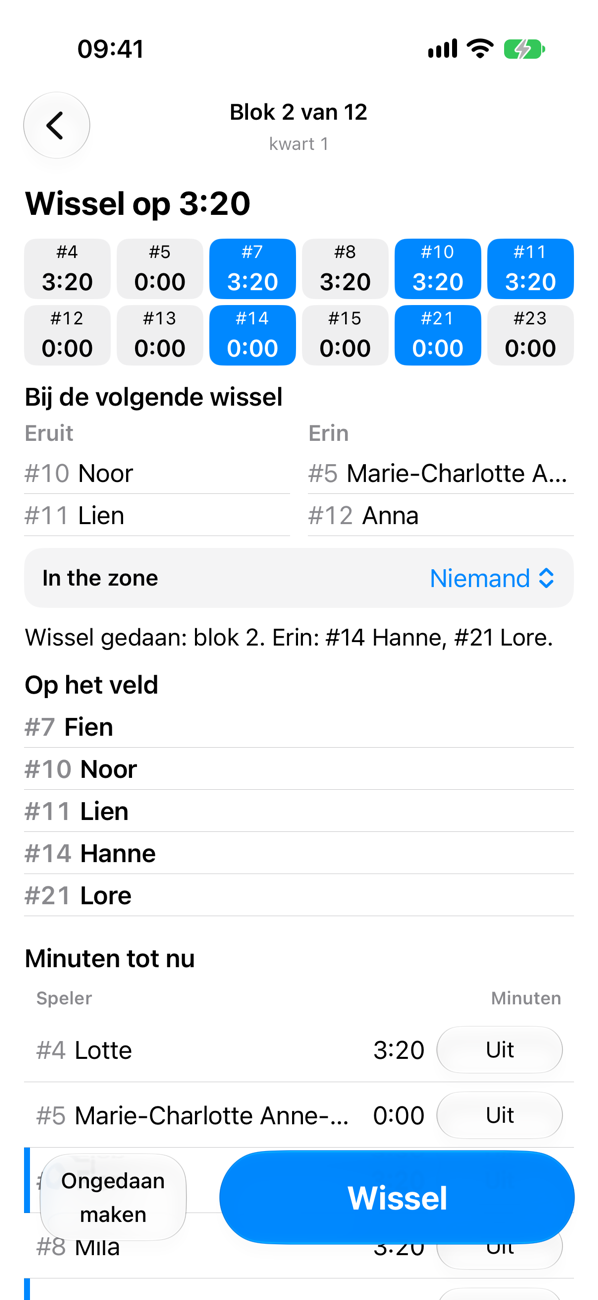 09:41
Blok 2 van 12
kwart 1
Wissel op 3:20
#4 #5 #7 #8 #10 #11
3:20 0:00 3:20 3:20 3:20 3:20
#12 #13 #14 #15 #21 #23
0:00 0:00 0:00 0:00 0:00 0:00
Bij de volgende wissel
Eruit Erin
#10 Noor #5 Marie-Charlotte A...
#11 Lien #12 Anna
In the zone Niemand
Wissel gedaan: blok 2. Erin: #14 Hanne, #21 Lore.
Op het veld
#7 Fien
#10 Noor
#11 Lien
#14 Hanne
#21 Lore
Minuten tot nu
Speler Minuten
#4 Lotte 3:20 Uit
#5 Marie-Charlotte Anne-... 0:00 Uit
Ongedaan
maken
Wissel
#8 Mila 3:20 Uit